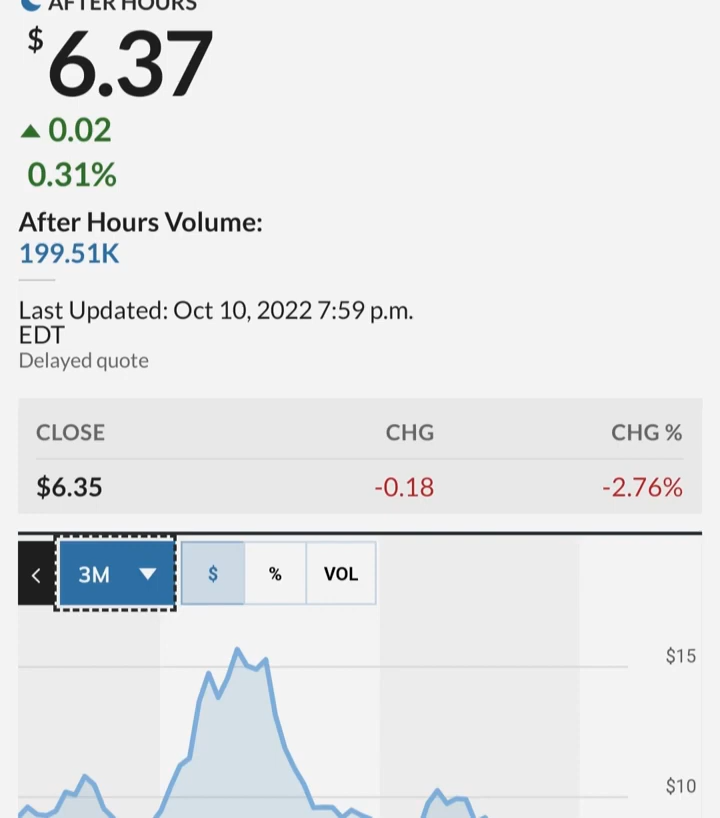 AFTER HOURS
$6.37
0.02
0.31%
After Hours Volume:
199.51K
Last Updated: Oct 10, 2022 7:59 p.m.
EDT
Delayed quote
CLOSE CHG CHG %
$6.35 -0.18 -2.76%
3M $ % VOL
$15
$10